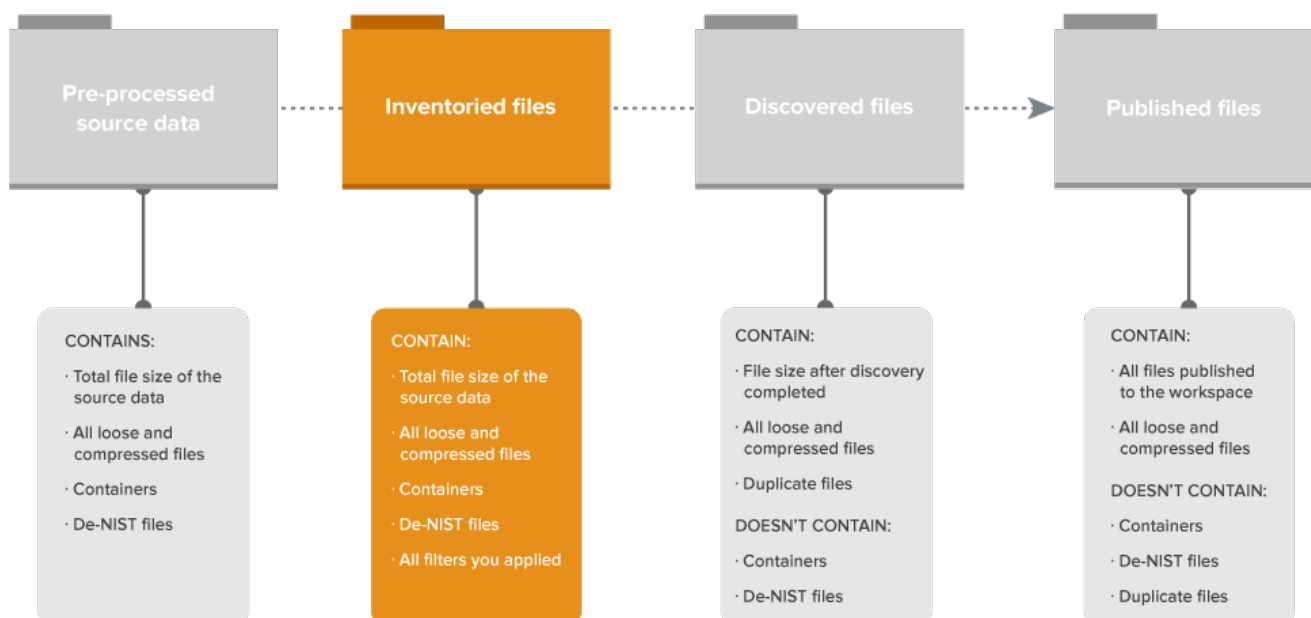 Pre-processed
source data
Inventoried files
Discovered files
Published files
CONTAINS:
· Total file size of the
source data
· All loose and
compressed files
· Containers
· De-NIST files
CONTAIN:
· Total file size of the
source data
· All loose and
compressed files
· Containers
· De-NIST files
· All filters you applied
CONTAIN:
· File size after discovery
completed
· All loose and
compressed files
· Duplicate files
DOESN'T CONTAIN:
· Containers
· De-NIST files
CONTAIN:
· All files published
to the workspace
· All loose and
compressed files
DOESN'T CONTAIN:
· Containers
· De-NIST files
· Duplicate files